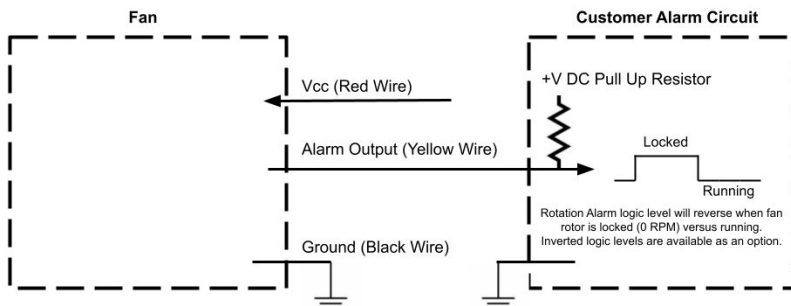 Fan
Customer Alarm Circuit
Vcc (Red Wire)
+V DC Pull Up Resistor
Alarm Output (Yellow Wire)
Locked
Running
Rotation Alarm logic level will reverse when fan
rotor is locked (0 RPM) versus running.
Inverted logic levels are available as an option.
Ground (Black Wire)